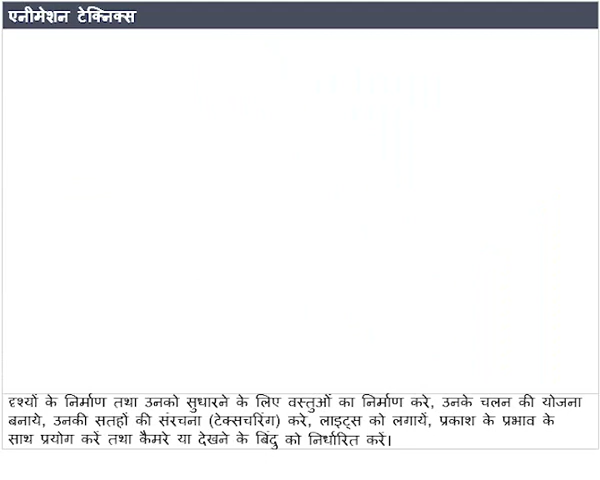 एनीमेशन टेक्निक्स
दृश्यों के निर्माण तथा उनको सुधारने के लिए वस्तुओं का निर्माण करे, उनके चलन की योजना
बनाये, उनकी सतहों की संरचना (टेक्सचरिंग) करे, लाइट्स को लगायें, प्रकाश के प्रभाव के
साथ प्रयोग करें तथा कैमरे या देखने के बिंदु को निर्धारित करें।